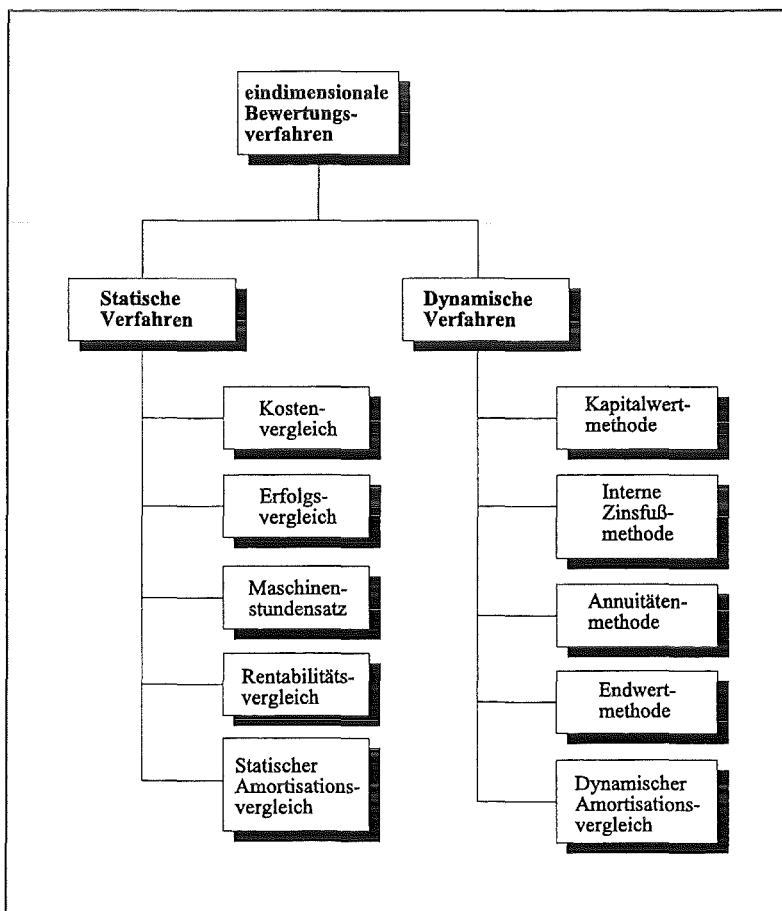 eindimensionale
Bewertungs-
verfahren
Statische
Verfahren
Kosten-
vergleich
Erfolgs-
vergleich
Maschinen-
stundensatz
Rentabilitäts-
vergleich
Statischer
Amortisations-
vergleich
Dynamische
Verfahren
Kapitalwert-
methode
Interne
Zinsfuß-
methode
Annuitäten-
methode
Endwert-
methode
Dynamischer
Amortisations-
vergleich